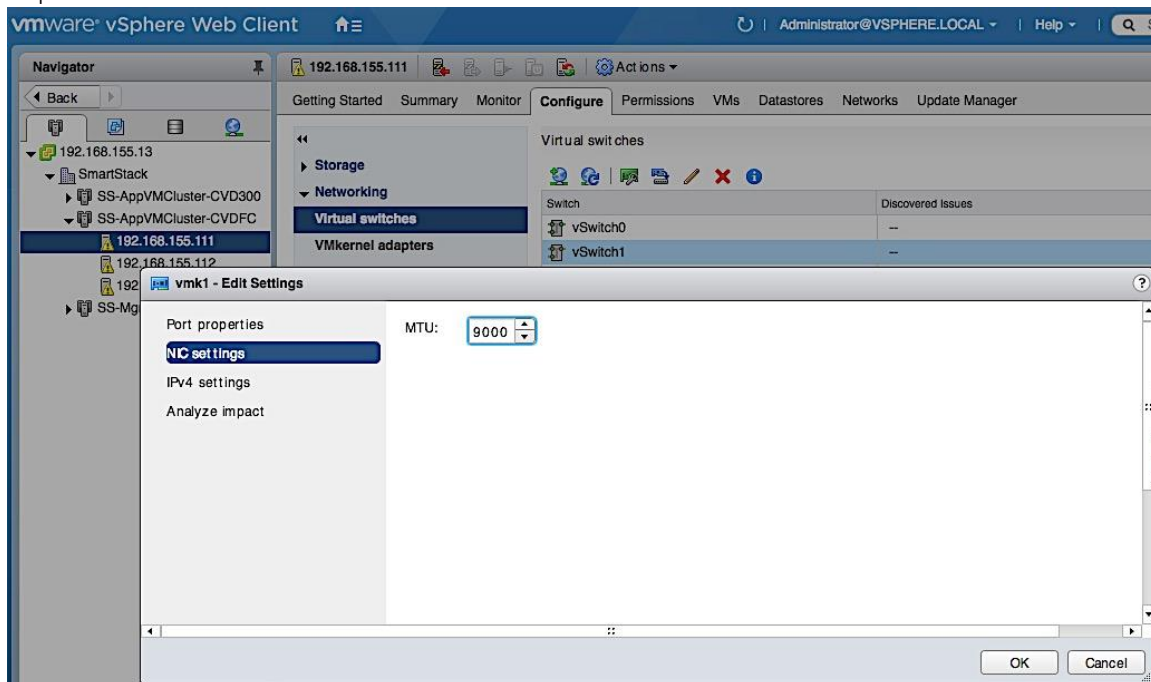 vmware® vSphere Web Client
Administrator@VSPHERE.LOCAL
Help
Navigator
Back
192.168.155.13
SmartStack
SS-AppVMCluster-CVD300
SS-AppVMCluster-CVDFC
192.168.155.111
192.168.155.112
192
SS-Mg
192.168.155.111
Actions
Getting Started Summary Monitor Configure Permissions VMs Datastores Networks Update Manager
Storage
Networking
Virtual switches
VMkernel adapters
Virtual switches
Switch Discovered Issues
vSwitch0 --
vSwitch1 --
vmk1 - Edit Settings
?
Port properties
NIC settings
IPv4 settings
Analyze impact
MTU: 9000
OK Cancel